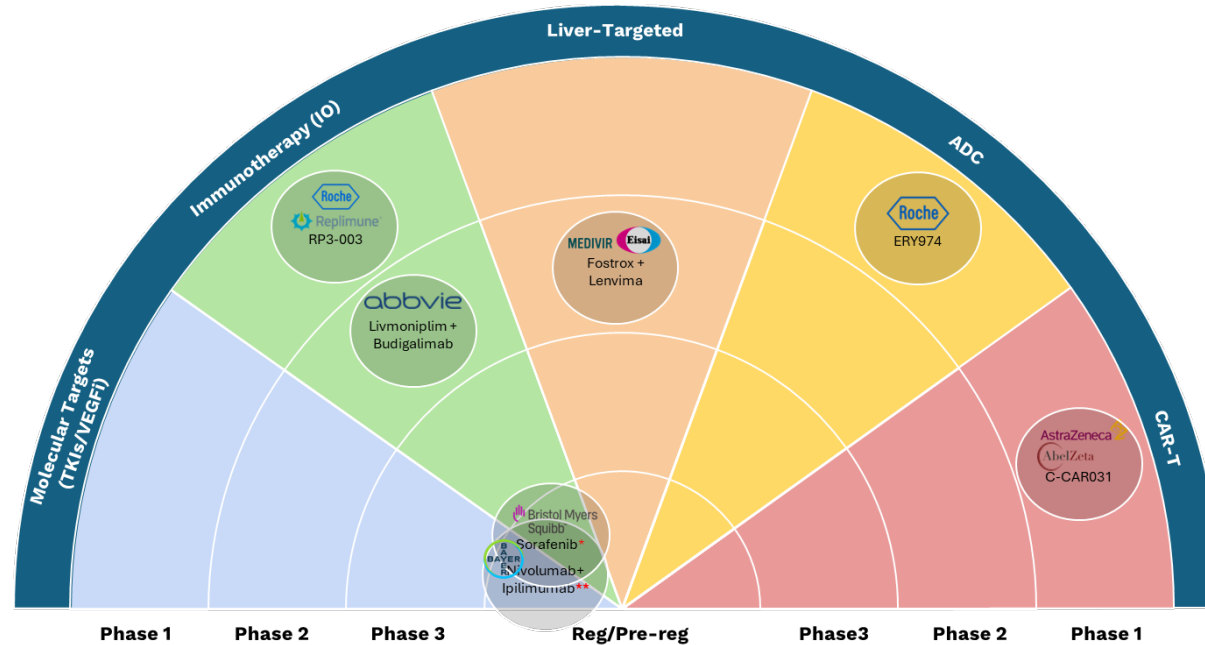 Liver-Targeted
Immunotherapy (IO)
ADC
Roche
Replimune
RP3-003
Roche
ERY974
MEDIVIR Eisai
Fostrox +
Lenvima
abbvie
Livmoniplim +
Budigalimab
Molecular Targets
(TKIs/VEGFi)
CAR-T
AstraZeneca
AbelZeta
C-CAR031
Bristol Myers
Squibb
Sorafenib*
BAYER
BAYER
Nivolumab+
Ipilimumab**
Phase 1
Phase 2
Phase 3
Reg/Pre-reg
Phase3
Phase 2
Phase 1